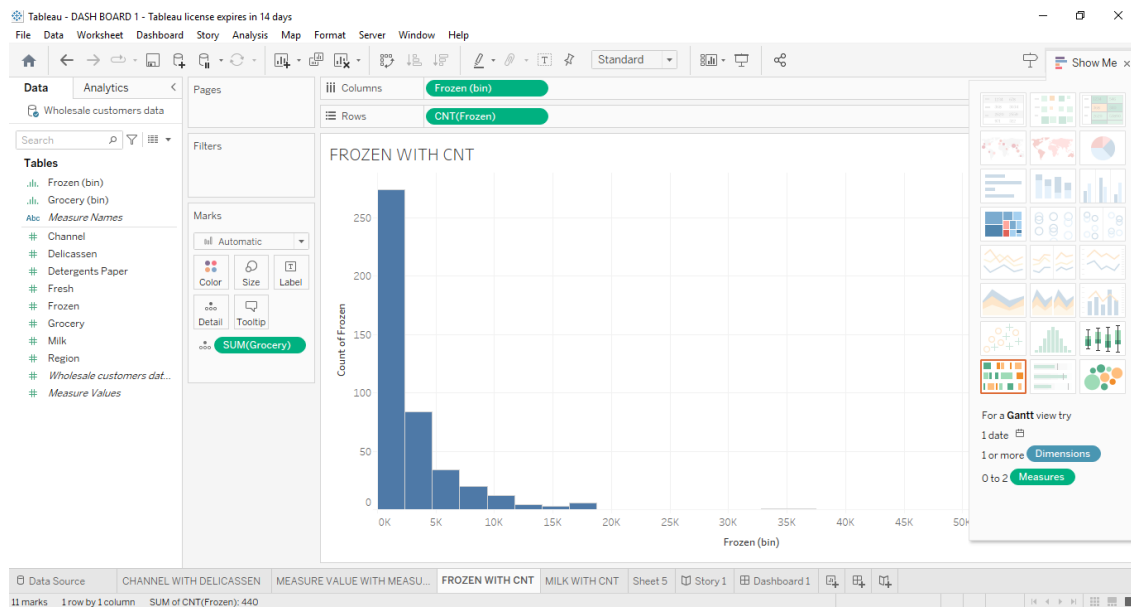 Tableau - DASH BOARD 1 - Tableau license expires in 14 days
File Data Worksheet Dashboard Story Analysis Map Format Server Window Help
Standard
Show Me
Data Analytics
Wholesale customers data
Search
Tables
Frozen (bin)
Grocery (bin)
Abc Measure Names
# Channel
# Delicassen
# Detergents Paper
# Fresh
# Frozen
# Grocery
# Milk
# Region
# Wholesale customers dat...
# Measure Values
Pages
Filters
Marks
Automatic
Color Size Label
Detail Tooltip
SUM(Grocery)
Columns Frozen (bin)
Rows CNT(Frozen)
FROZEN WITH CNT
Count of Frozen
250
200
150
100
50
0
0K 5K 10K 15K 20K 25K 30K 35K 40K 45K 50K
Frozen (bin)
For a Gantt view try
1 date
1 or more Dimensions
0 to 2 Measures
Data Source CHANNEL WITH DELICASSEN MEASURE VALUE WITH MEASU... FROZEN WITH CNT MILK WITH CNT Sheet 5 Story 1 Dashboard 1
11 marks 1 row by 1 column SUM of CNT(Frozen): 440